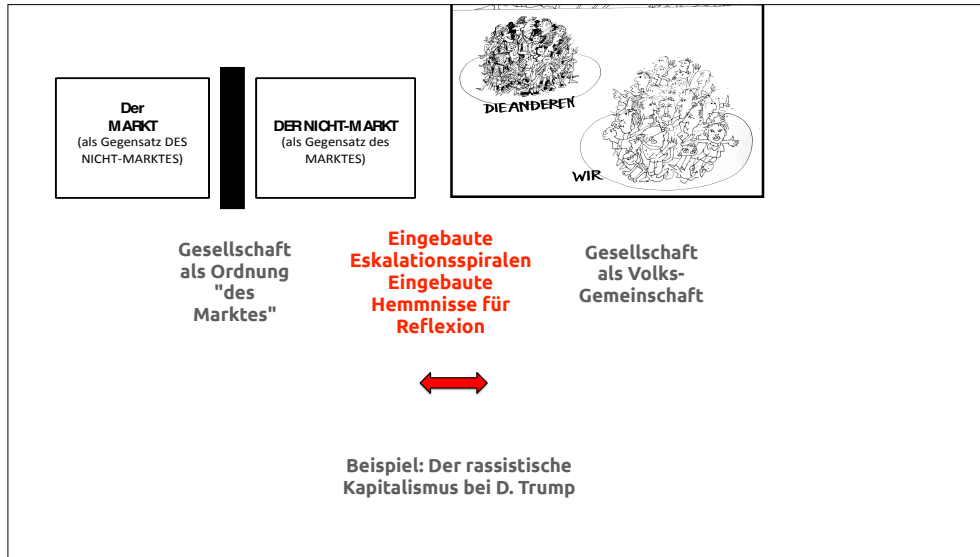 Der
MARKT
(als Gegensatz DES
NICHT-MARKTES)
DER NICHT-MARKT
(als Gegensatz des
MARKTES)
DIE ANDEREN
WIR
Gesellschaft
als Ordnung
"des
Marktes"
Eingebaute
Eskalationsspiralen
Eingebaute
Hemmnisse für
Reflexion
Gesellschaft
als Volks-
Gemeinschaft
Beispiel: Der rassistische
Kapitalismus bei D. Trump